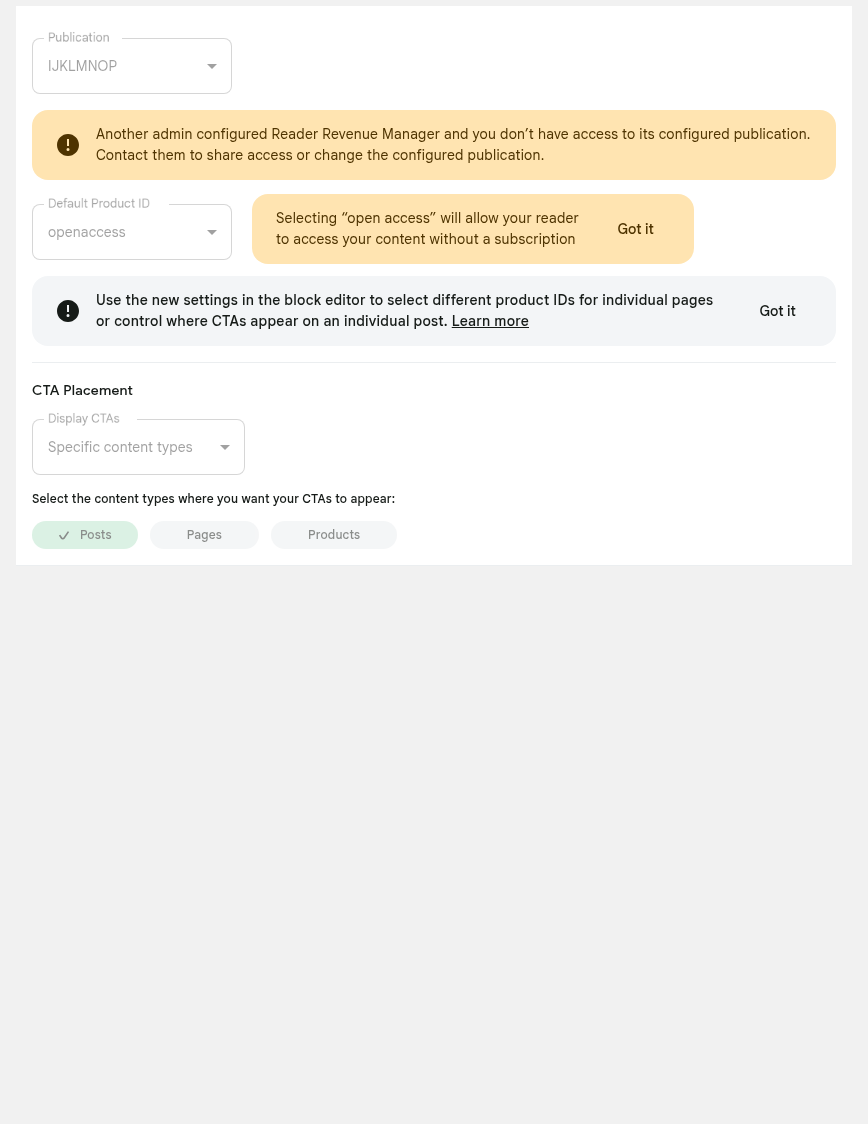 Publication
IJKLMNOP
Another admin configured Reader Revenue Manager and you don’t have access to its configured publication.
Contact them to share access or change the configured publication.
Default Product ID
openaccess
Selecting “open access” will allow your reader
to access your content without a subscription
Got it
Use the new settings in the block editor to select different product IDs for individual pages
or control where CTAs appear on an individual post. Learn more
Got it
CTA Placement
Display CTAs
Specific content types
Select the content types where you want your CTAs to appear:
Posts
Pages
Products